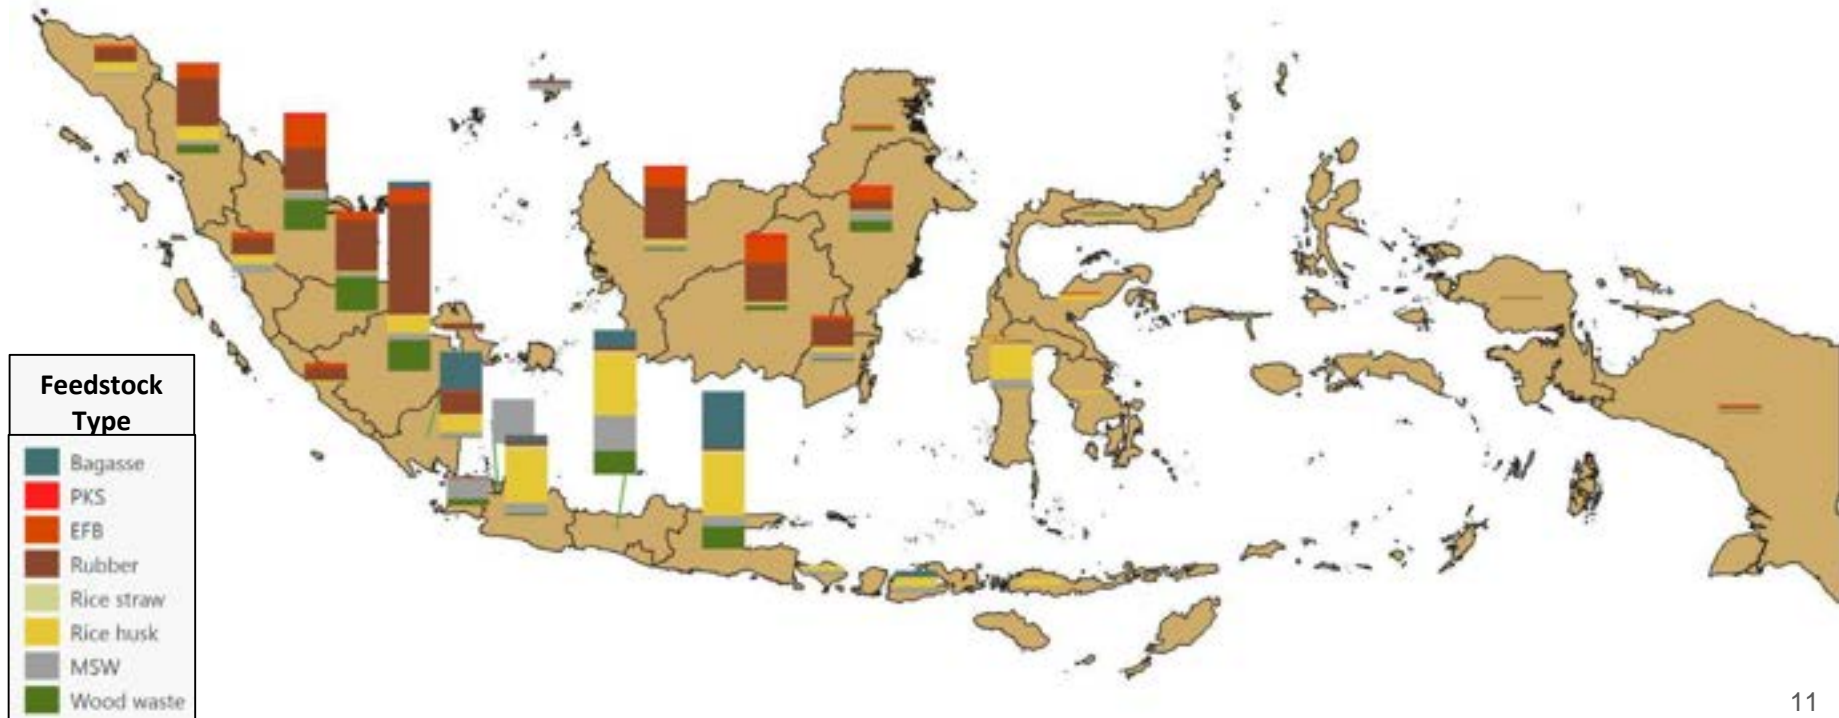 Feedstock
Type
Bagasse
PKS
EFB
Rubber
Rice straw
Rice husk
MSW
Wood waste
11